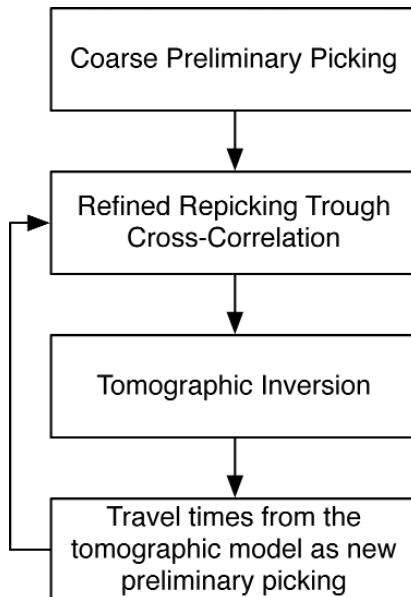 Coarse Preliminary Picking
Refined Repicking Trough
Cross-Correlation
Tomographic Inversion
Travel times from the
tomographic model as new
preliminary picking